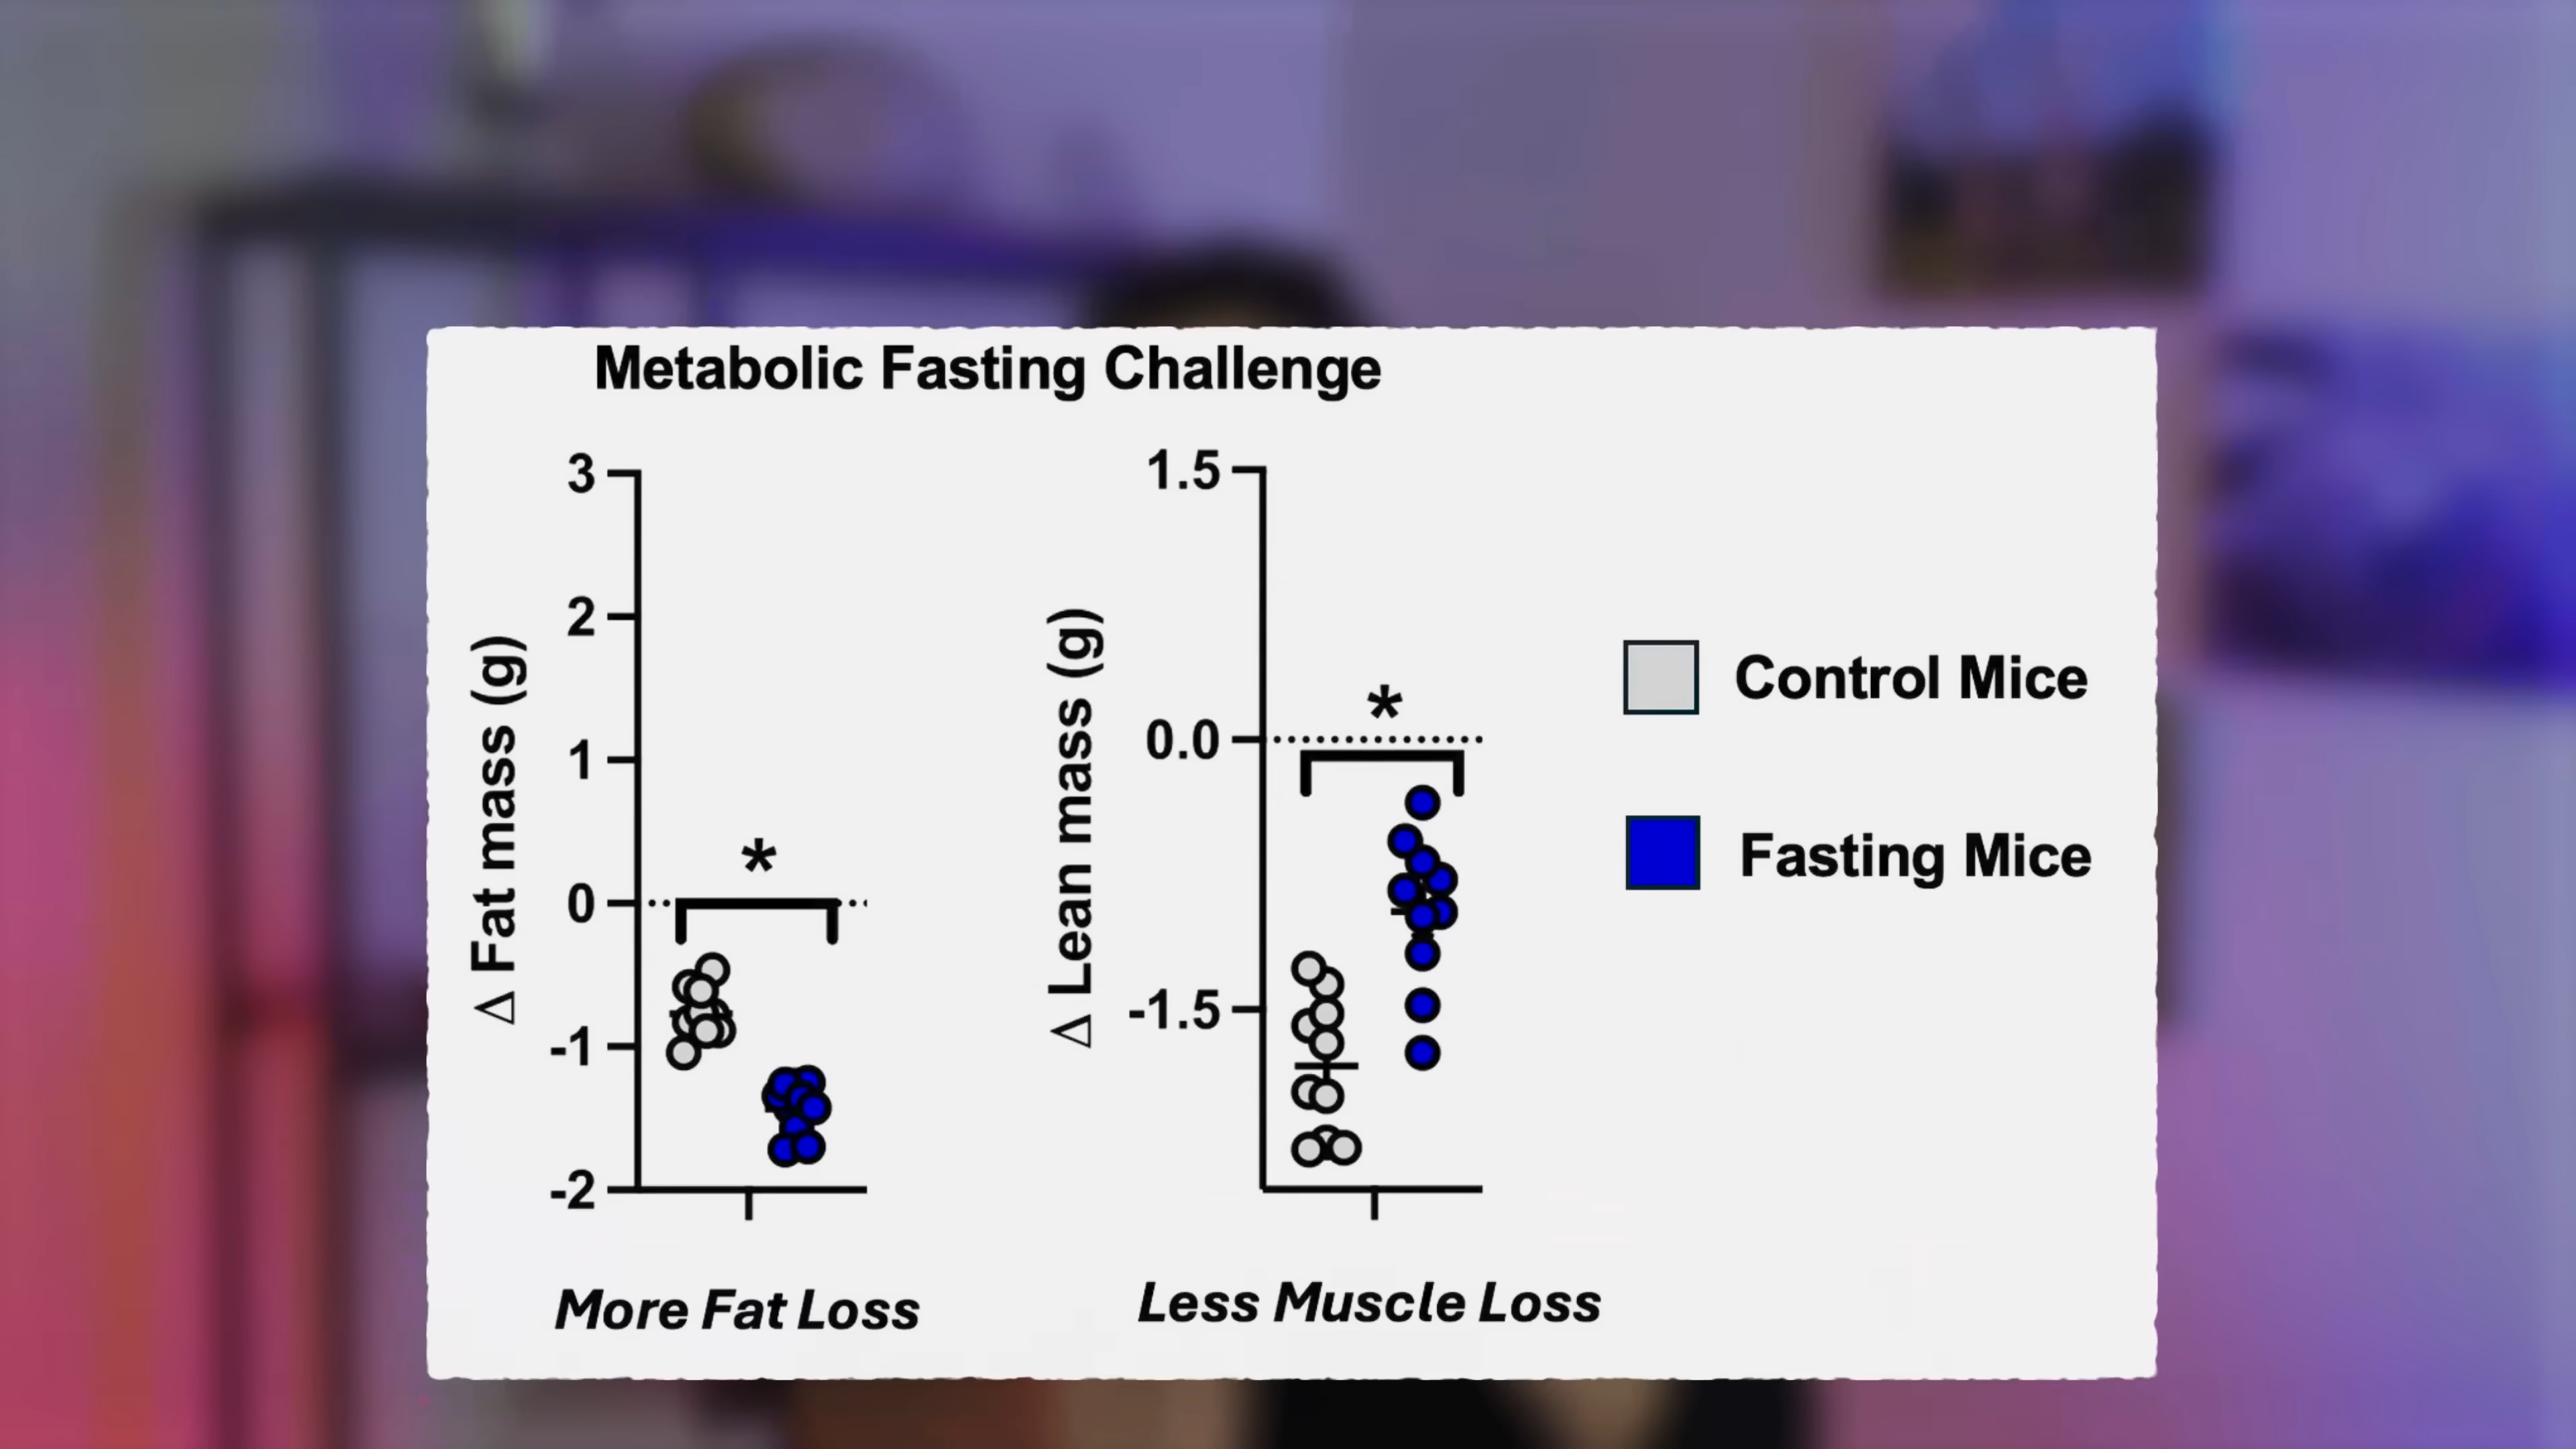 Metabolic Fasting Challenge
Δ Fat mass (g)
3
2
1
0
-1
-2
*
More Fat Loss
Δ Lean mass (g)
1.5
0.0
-1.5
*
Less Muscle Loss
Control Mice
Fasting Mice